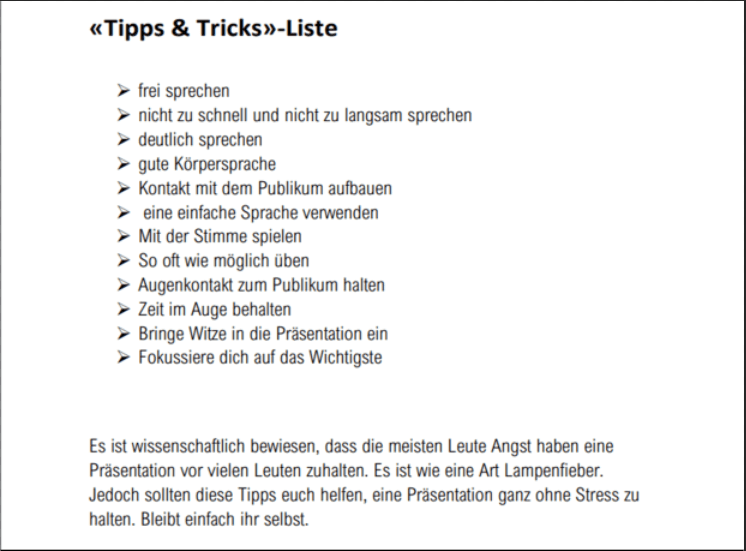 «Tipps & Tricks»-Liste
➢ frei sprechen
➢ nicht zu schnell und nicht zu langsam sprechen
➢ deutlich sprechen
➢ gute Körpersprache
➢ Kontakt mit dem Publikum aufbauen
➢ eine einfache Sprache verwenden
➢ Mit der Stimme spielen
➢ So oft wie möglich üben
➢ Augenkontakt zum Publikum halten
➢ Zeit im Auge behalten
➢ Bringe Witze in die Präsentation ein
➢ Fokussiere dich auf das Wichtigste
Es ist wissenschaftlich bewiesen, dass die meisten Leute Angst haben eine
Präsentation vor vielen Leuten zuhalten. Es ist wie eine Art Lampenfieber.
Jedoch sollten diese Tipps euch helfen, eine Präsentation ganz ohne Stress zu
halten. Bleibt einfach ihr selbst.